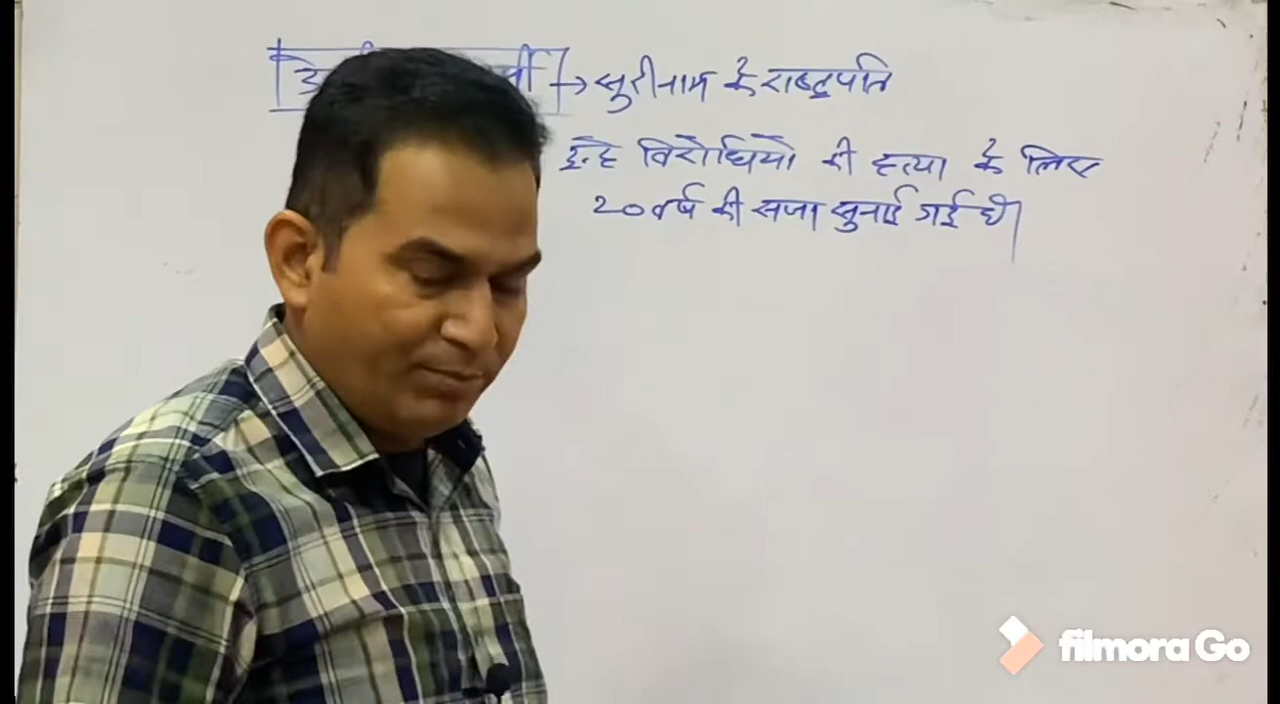 → सुरीनाम के राष्ट्रपति
इन्हे विरोधियों की हत्या के लिए
20 वर्ष की सजा सुनाई गई थी।
filmora Go